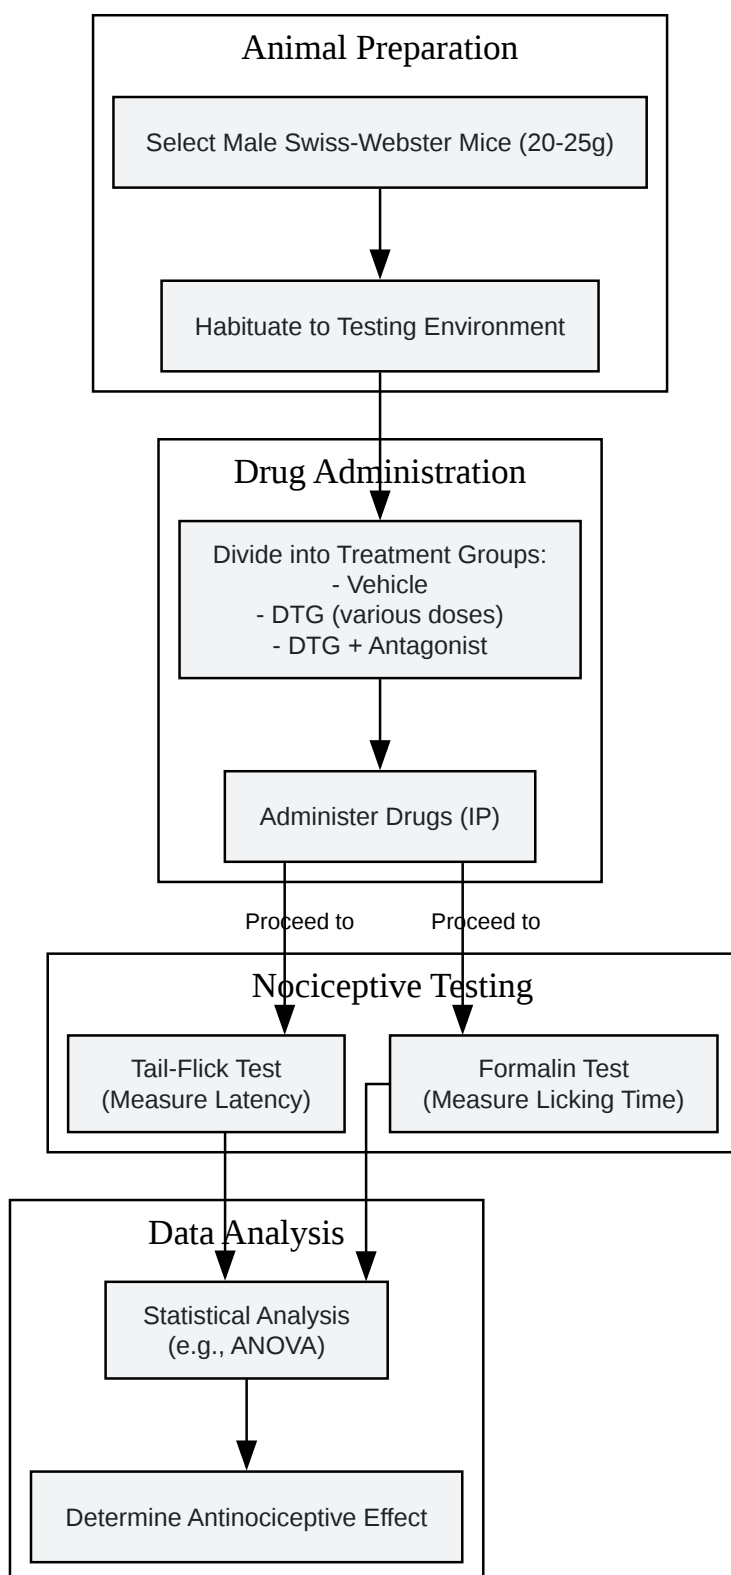 Animal Preparation
Select Male Swiss-Webster Mice (20-25g)
Habituate to Testing Environment
Drug Administration
Divide into Treatment Groups:
- Vehicle
- DTG (various doses)
- DTG + Antagonist
Administer Drugs (IP)
Proceed to
Proceed to
Nociceptive Testing
Tail-Flick Test
(Measure Latency)
Formalin Test
(Measure Licking Time)
Data Analysis
Statistical Analysis
(e.g., ANOVA)
Determine Antinociceptive Effect